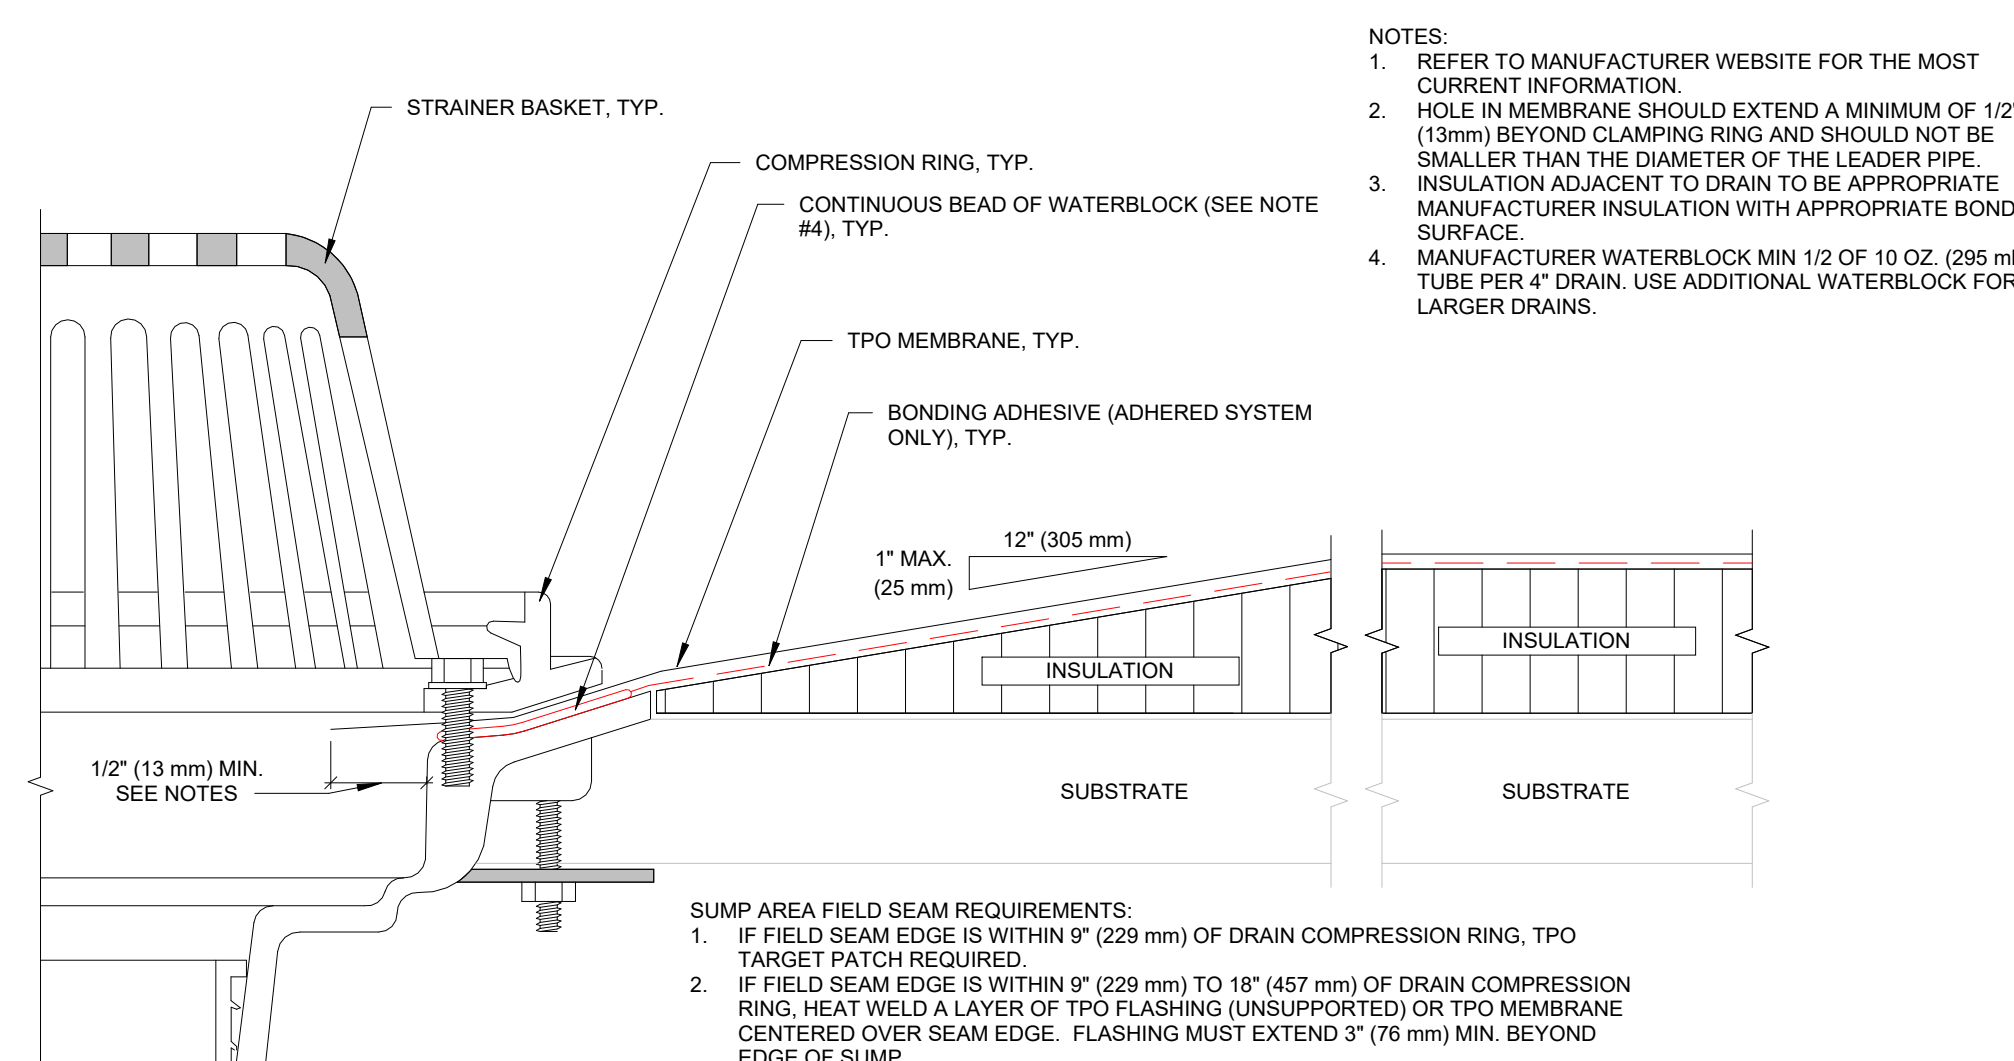 NOTES:
1. REFER TO MANUFACTURER WEBSITE FOR THE MOST
CURRENT INFORMATION.
2. HOLE IN MEMBRANE SHOULD EXTEND A MINIMUM OF 1/2"
(13mm) BEYOND CLAMPING RING AND SHOULD NOT BE
SMALLER THAN THE DIAMETER OF THE LEADER PIPE.
3. INSULATION ADJACENT TO DRAIN TO BE APPROPRIATE
MANUFACTURER INSULATION WITH APPROPRIATE BOND
SURFACE.
4. MANUFACTURER WATERBLOCK MIN 1/2 OF 10 OZ. (295 ml
TUBE PER 4" DRAIN. USE ADDITIONAL WATERBLOCK FOR
LARGER DRAINS.
STRAINER BASKET, TYP.
COMPRESSION RING, TYP.
CONTINUOUS BEAD OF WATERBLOCK (SEE NOTE
#4), TYP.
TPO MEMBRANE, TYP.
BONDING ADHESIVE (ADHERED SYSTEM
ONLY), TYP.
12" (305 mm)
1" MAX.
(25 mm)
INSULATION
INSULATION
1/2" (13 mm) MIN.
SEE NOTES
SUBSTRATE
SUBSTRATE
SUMP AREA FIELD SEAM REQUIREMENTS:
1. IF FIELD SEAM EDGE IS WITHIN 9" (229 mm) OF DRAIN COMPRESSION RING, TPO
TARGET PATCH REQUIRED.
2. IF FIELD SEAM EDGE IS WITHIN 9" (229 mm) TO 18" (457 mm) OF DRAIN COMPRESSION
RING, HEAT WELD A LAYER OF TPO FLASHING (UNSUPPORTED) OR TPO MEMBRANE
CENTERED OVER SEAM EDGE. FLASHING MUST EXTEND 3" (76 mm) MIN. BEYOND
EDGE OF SUMP